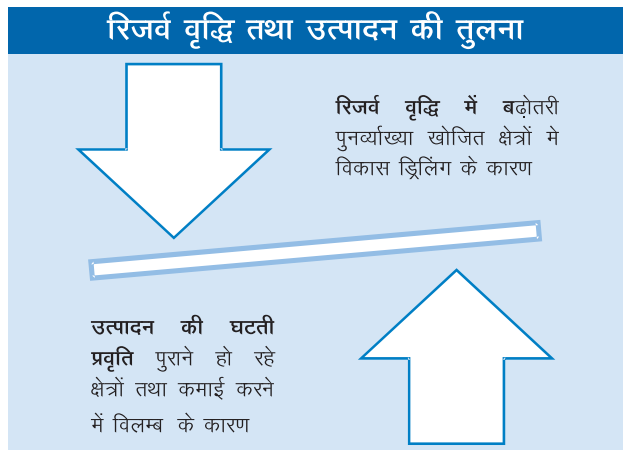 रिजर्व वृद्धि तथा उत्पादन की तुलना
रिजर्व वृद्धि में बढ़ोतरी
पुनर्व्याख्या खोजित क्षेत्रों मे
विकास ड्रिलिंग के कारण
उत्पादन की घटती
प्रवृति पुराने हो रहे
क्षेत्रों तथा कमाई करने
में विलम्ब के कारण